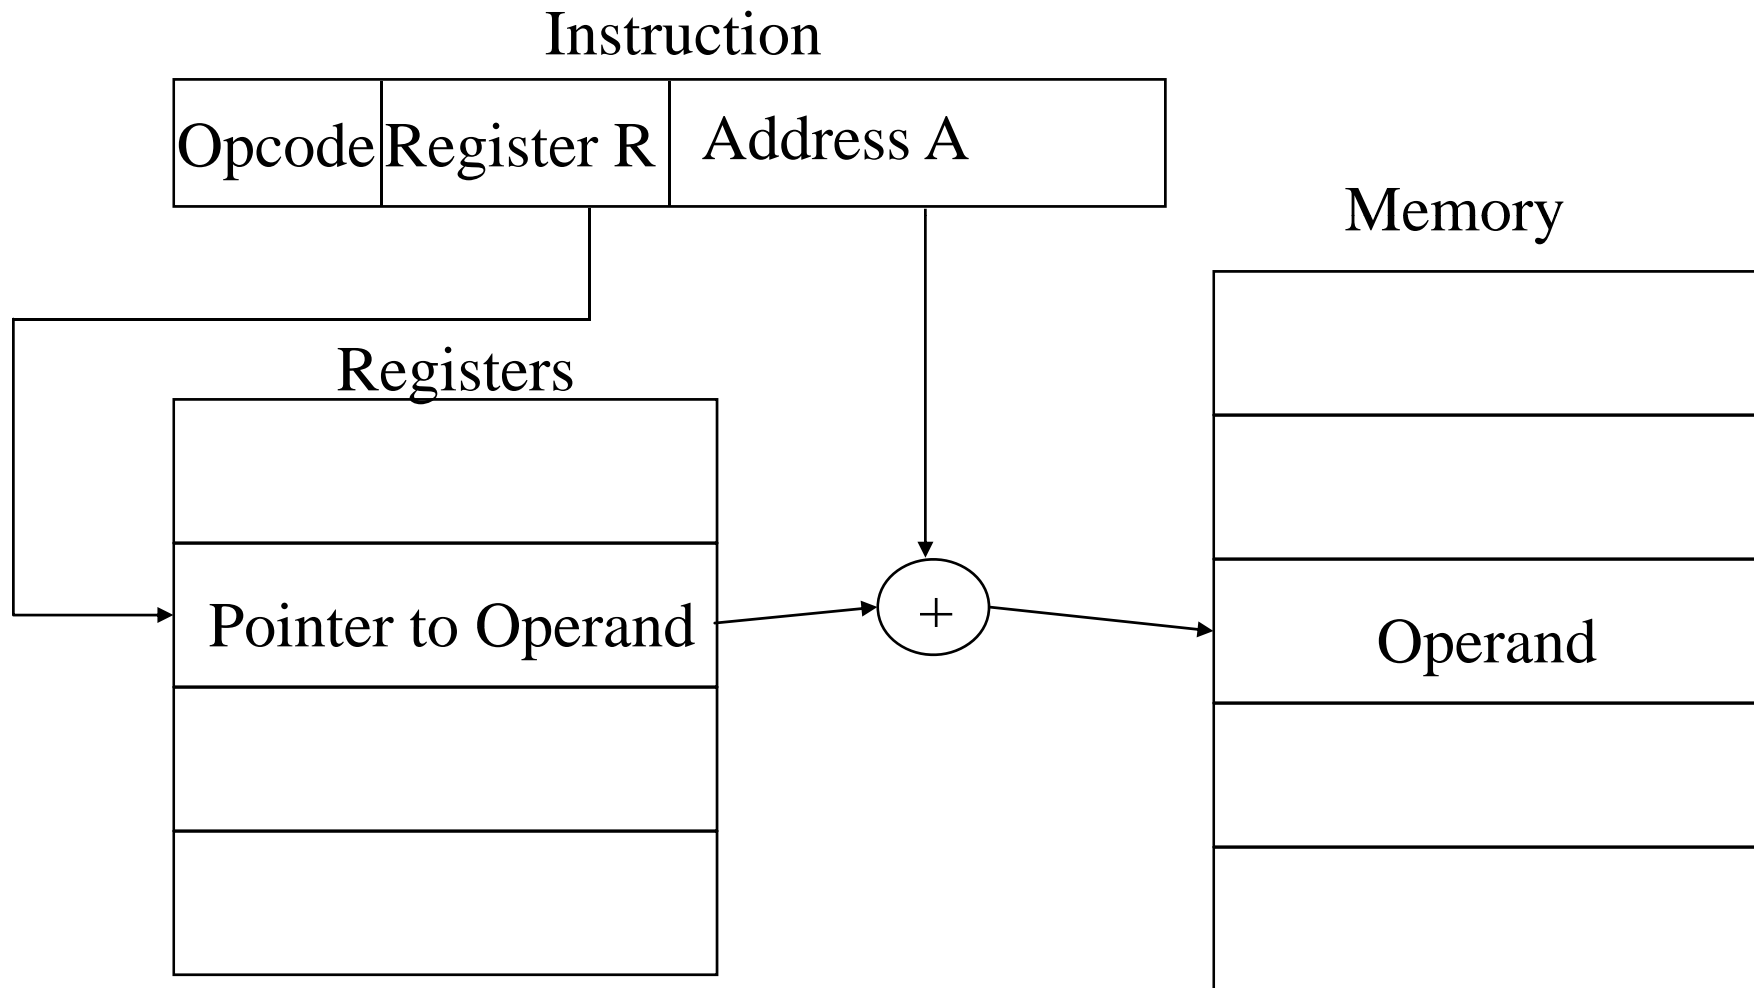 Instruction
Opcode Register R Address A
Memory
Registers
Pointer to Operand
+
Operand